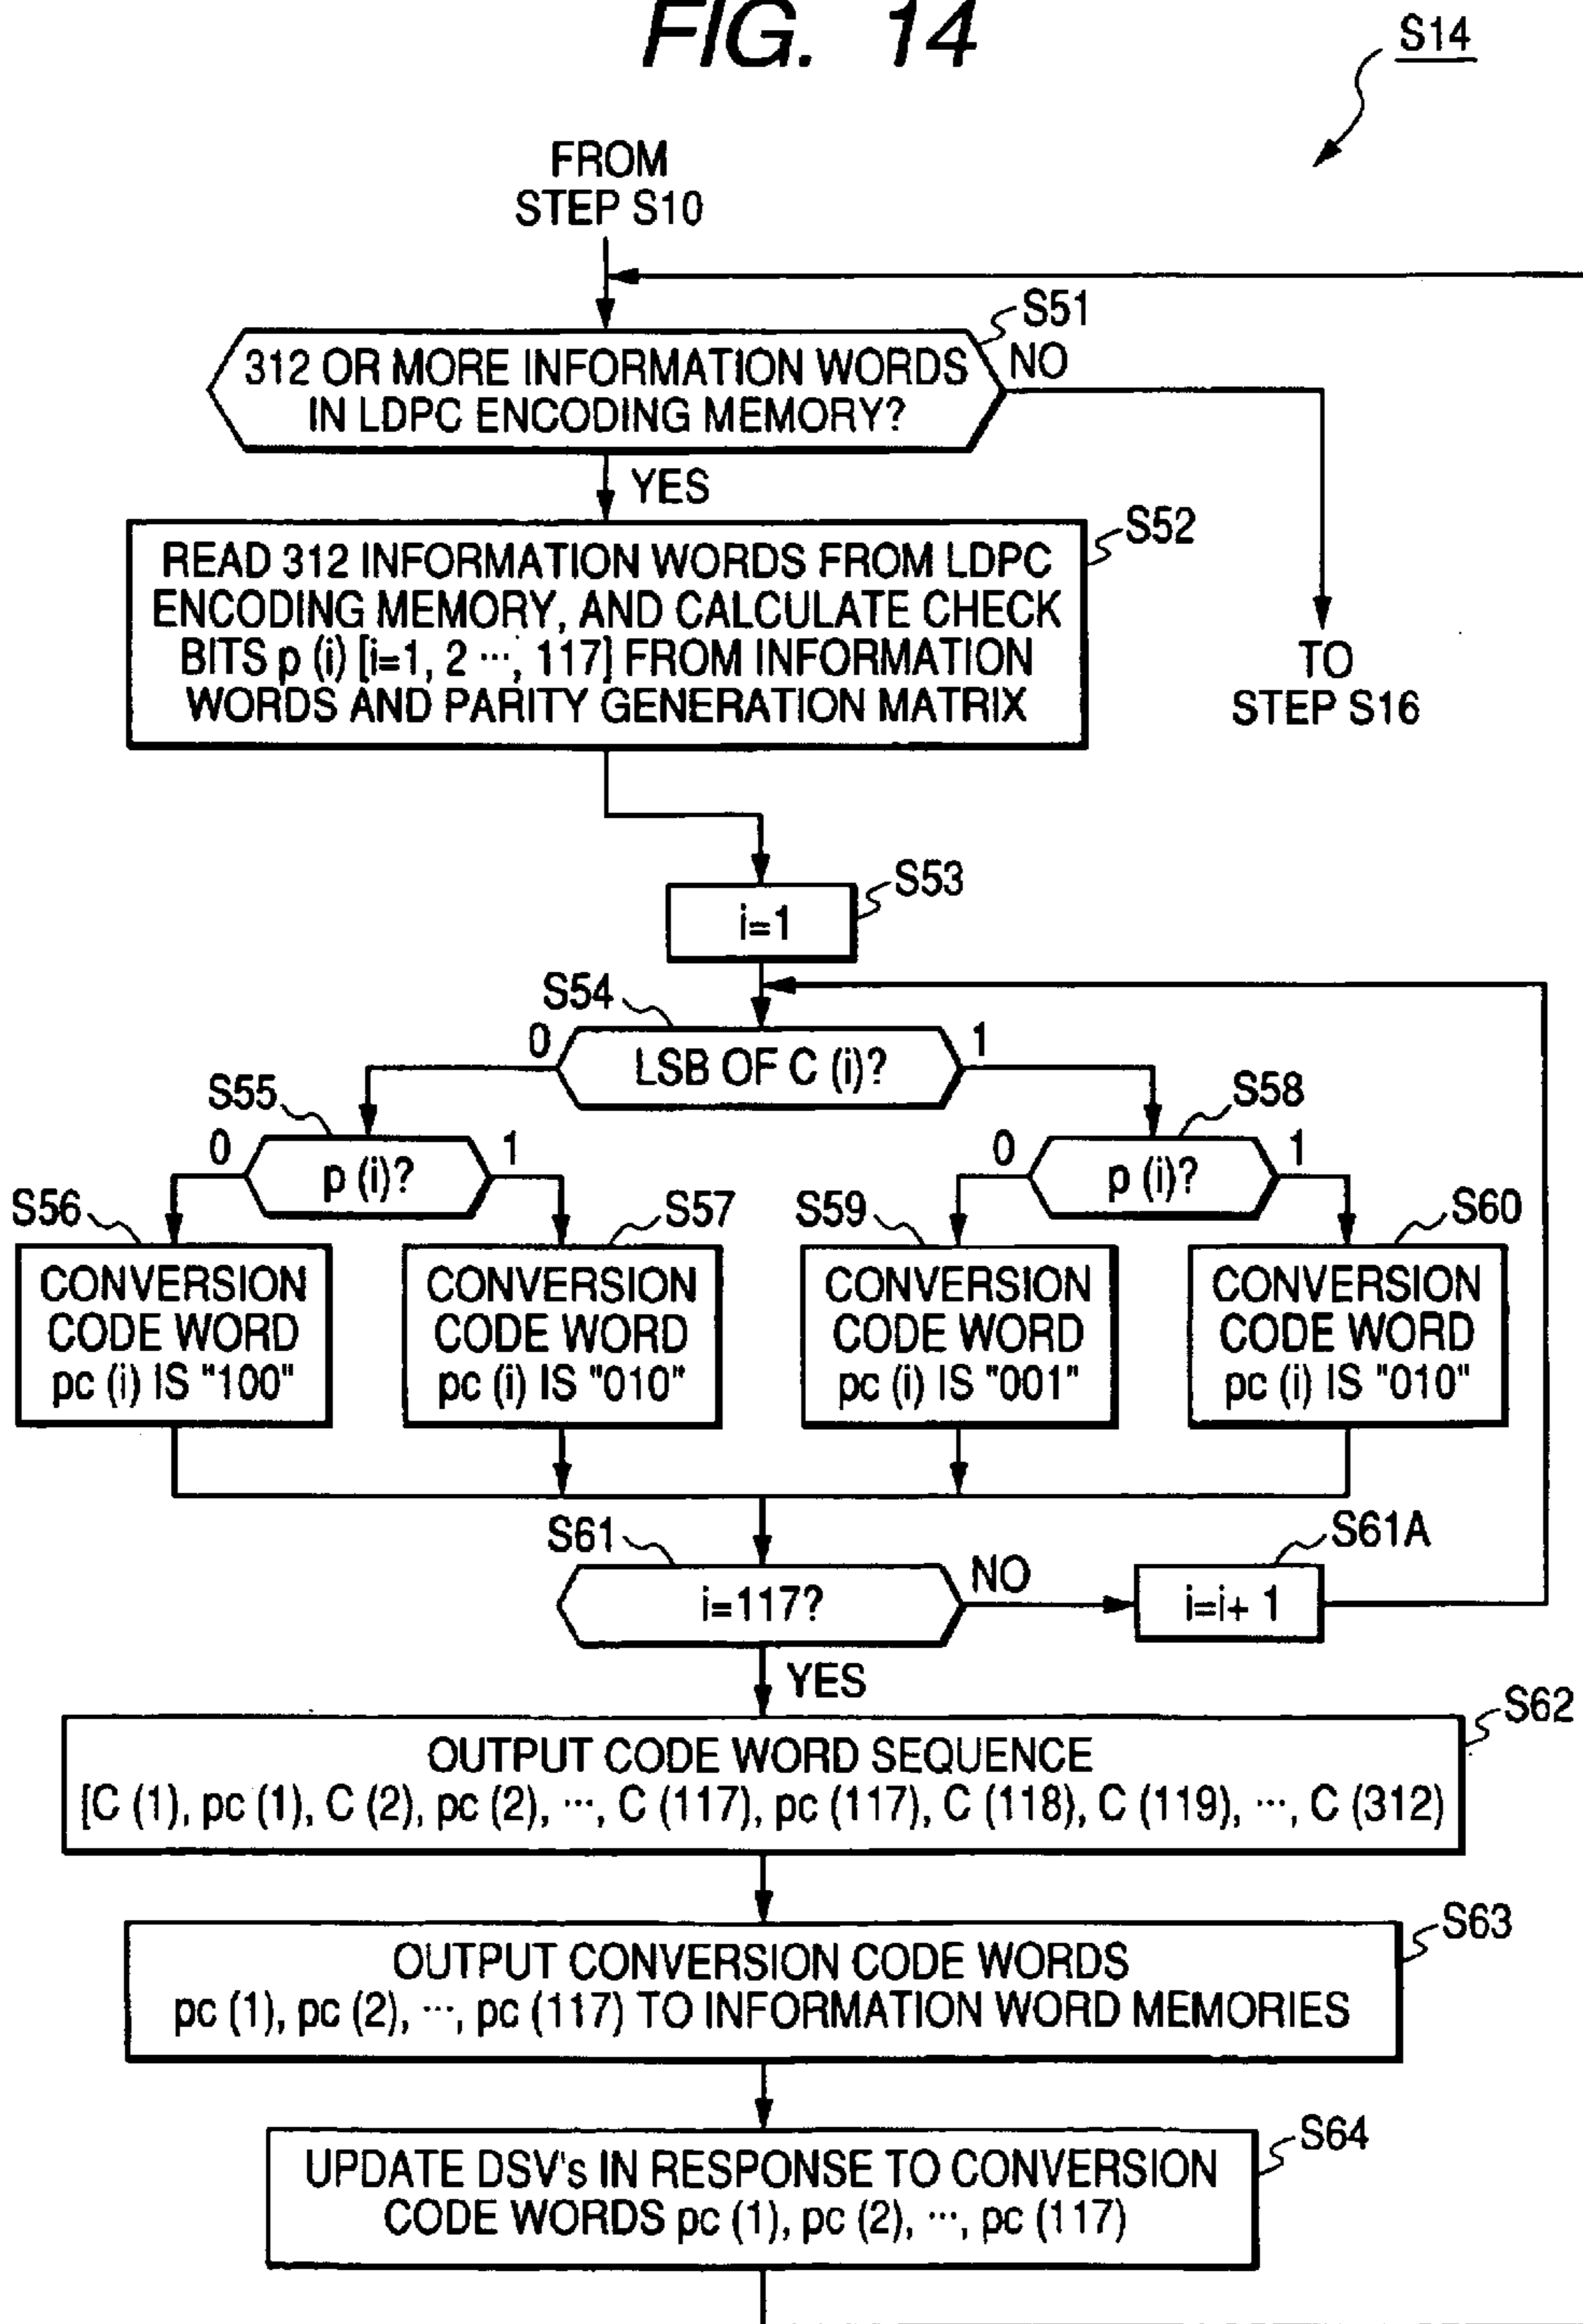 FIG. 14
S14
FROM
STEP S10
S51
312 OR MORE INFORMATION WORDS
IN LDPC ENCODING MEMORY?
NO
YES
S52
READ 312 INFORMATION WORDS FROM LDPC
ENCODING MEMORY, AND CALCULATE CHECK
BITS p (i) [i=1, 2 ···, 117] FROM INFORMATION
WORDS AND PARITY GENERATION MATRIX
TO
STEP S16
S53
i=1
S54
0
LSB OF C (i)?
1
S55
0
p (i)?
1
S58
0
p (i)?
1
S56
CONVERSION
CODE WORD
pc (i) IS "100"
S57
CONVERSION
CODE WORD
pc (i) IS "010"
S59
CONVERSION
CODE WORD
pc (i) IS "001"
S60
CONVERSION
CODE WORD
pc (i) IS "010"
S61
i=117?
NO
S61A
i=i+ 1
YES
S62
OUTPUT CODE WORD SEQUENCE
[C (1), pc (1), C (2), pc (2), ···, C (117), pc (117), C (118), C (119), ···, C (312)
S63
OUTPUT CONVERSION CODE WORDS
pc (1), pc (2), ···, pc (117) TO INFORMATION WORD MEMORIES
S64
UPDATE DSV's IN RESPONSE TO CONVERSION
CODE WORDS pc (1), pc (2), ···, pc (117)